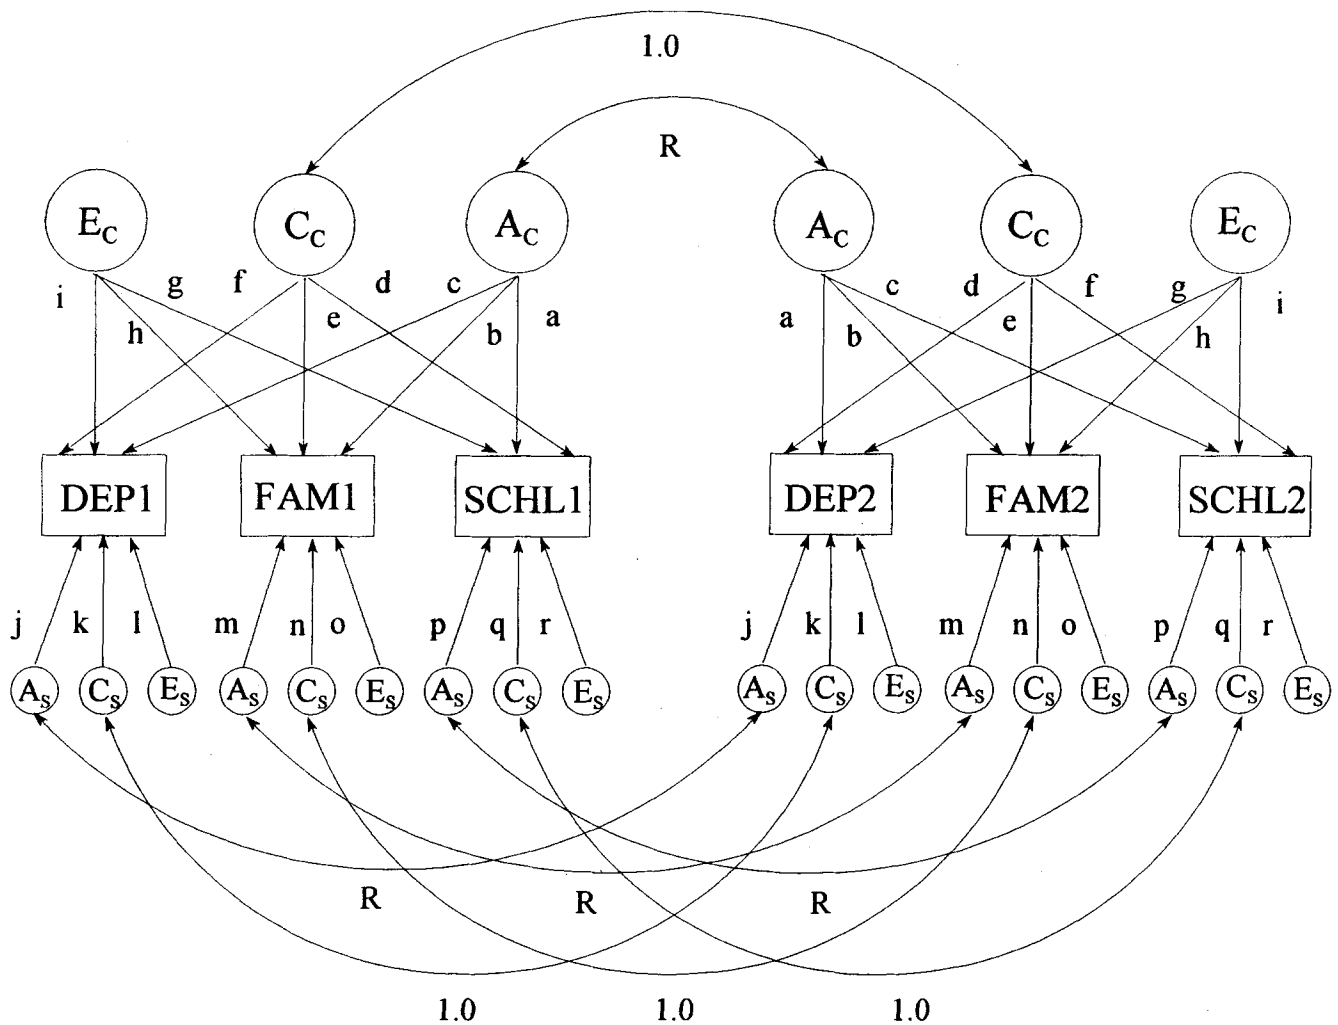 1.0
R
E_C C_C A_C A_C C_C E_C
i g f d c c d f g i
h e b a a b e h
DEP1 FAM1 SCHL1 DEP2 FAM2 SCHL2
j k l m n o p q r j k l m n o p q r
A_S C_S E_S A_S C_S E_S A_S C_S E_S A_S C_S E_S A_S C_S E_S A_S C_S E_S
R R R
1.0 1.0 1.0